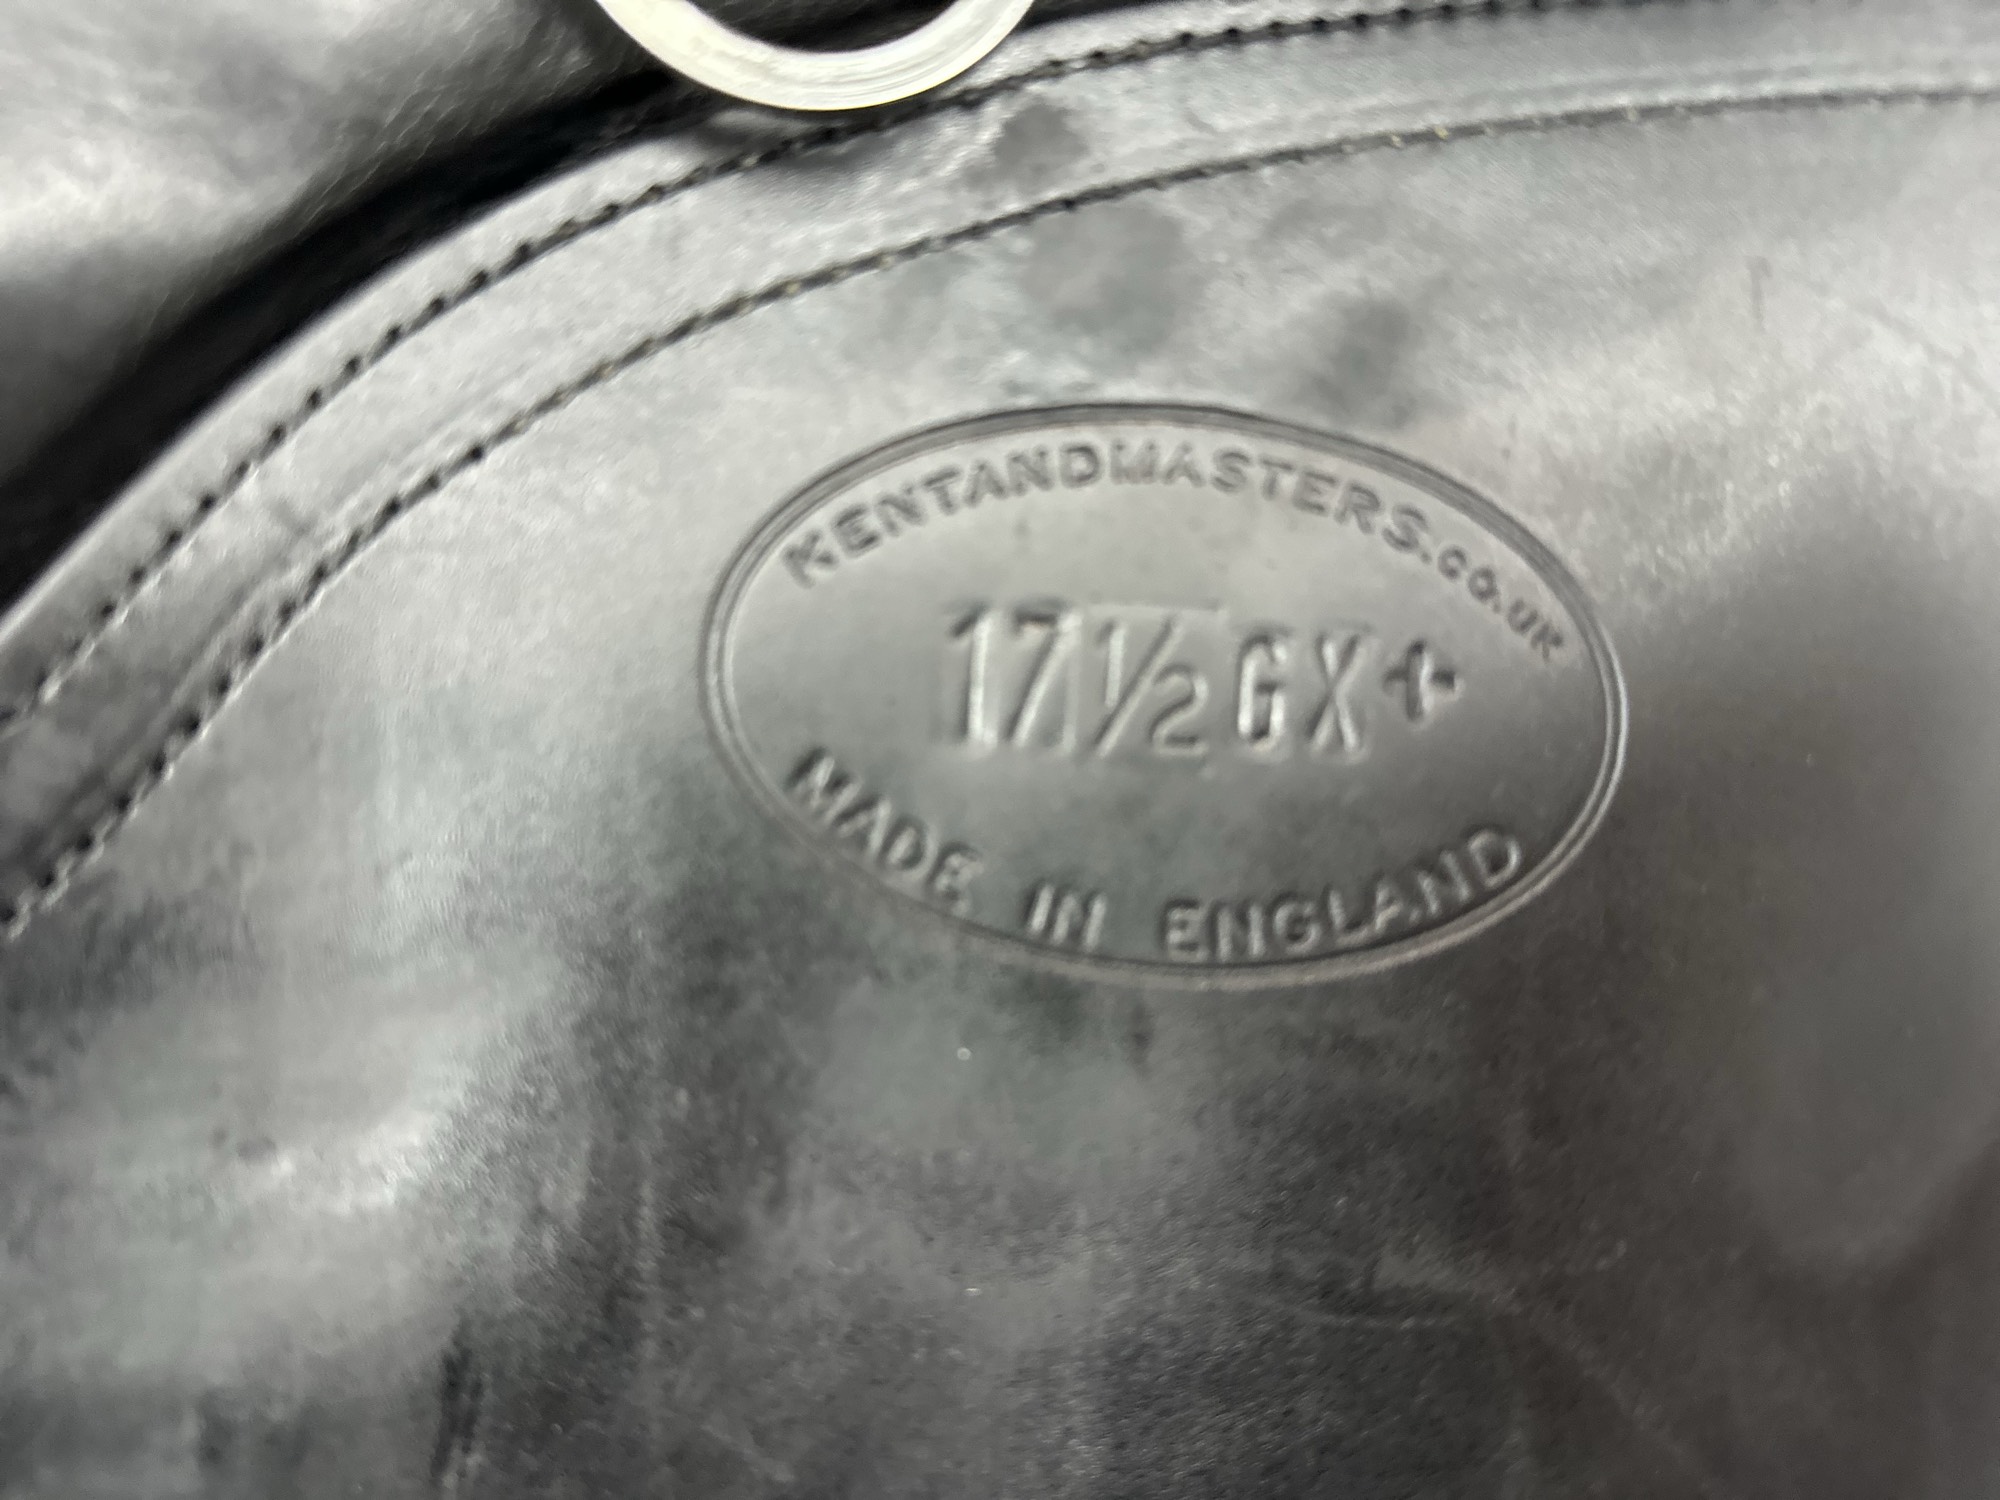 KENTANDMASTERS.CO.UK
17½ GX+
MADE IN ENGLAND